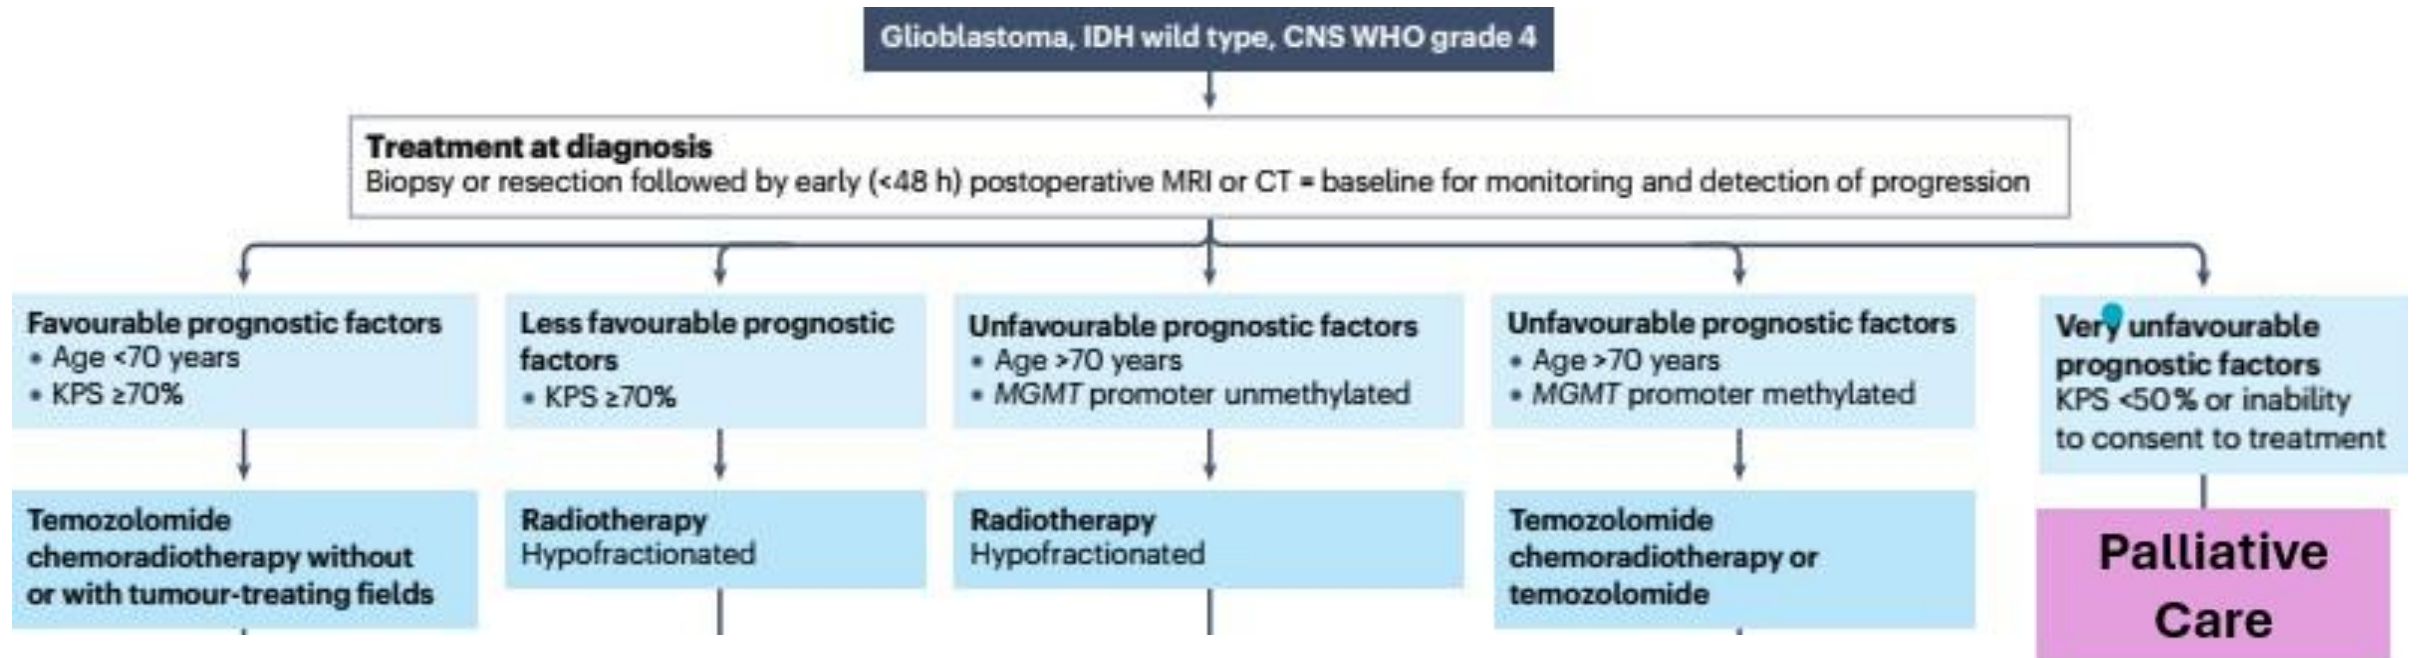 Glioblastoma, IDH wild type, CNS WHO grade 4
Treatment at diagnosis
Biopsy or resection followed by early (<48 h) postoperative MRI or CT = baseline for monitoring and detection of progression
Favourable prognostic factors
• Age <70 years
• KPS ≥70%
Less favourable prognostic
factors
• KPS ≥70%
Unfavourable prognostic factors
• Age >70 years
• MGMT promoter unmethylated
Unfavourable prognostic factors
• Age >70 years
• MGMT promoter methylated
Very unfavourable
prognostic factors
KPS <50% or inability
to consent to treatment
Temozolomide
chemoradiotherapy without
or with tumour-treating fields
Radiotherapy
Hypofractionated
Radiotherapy
Hypofractionated
Temozolomide
chemoradiotherapy or
temozolomide
Palliative
Care